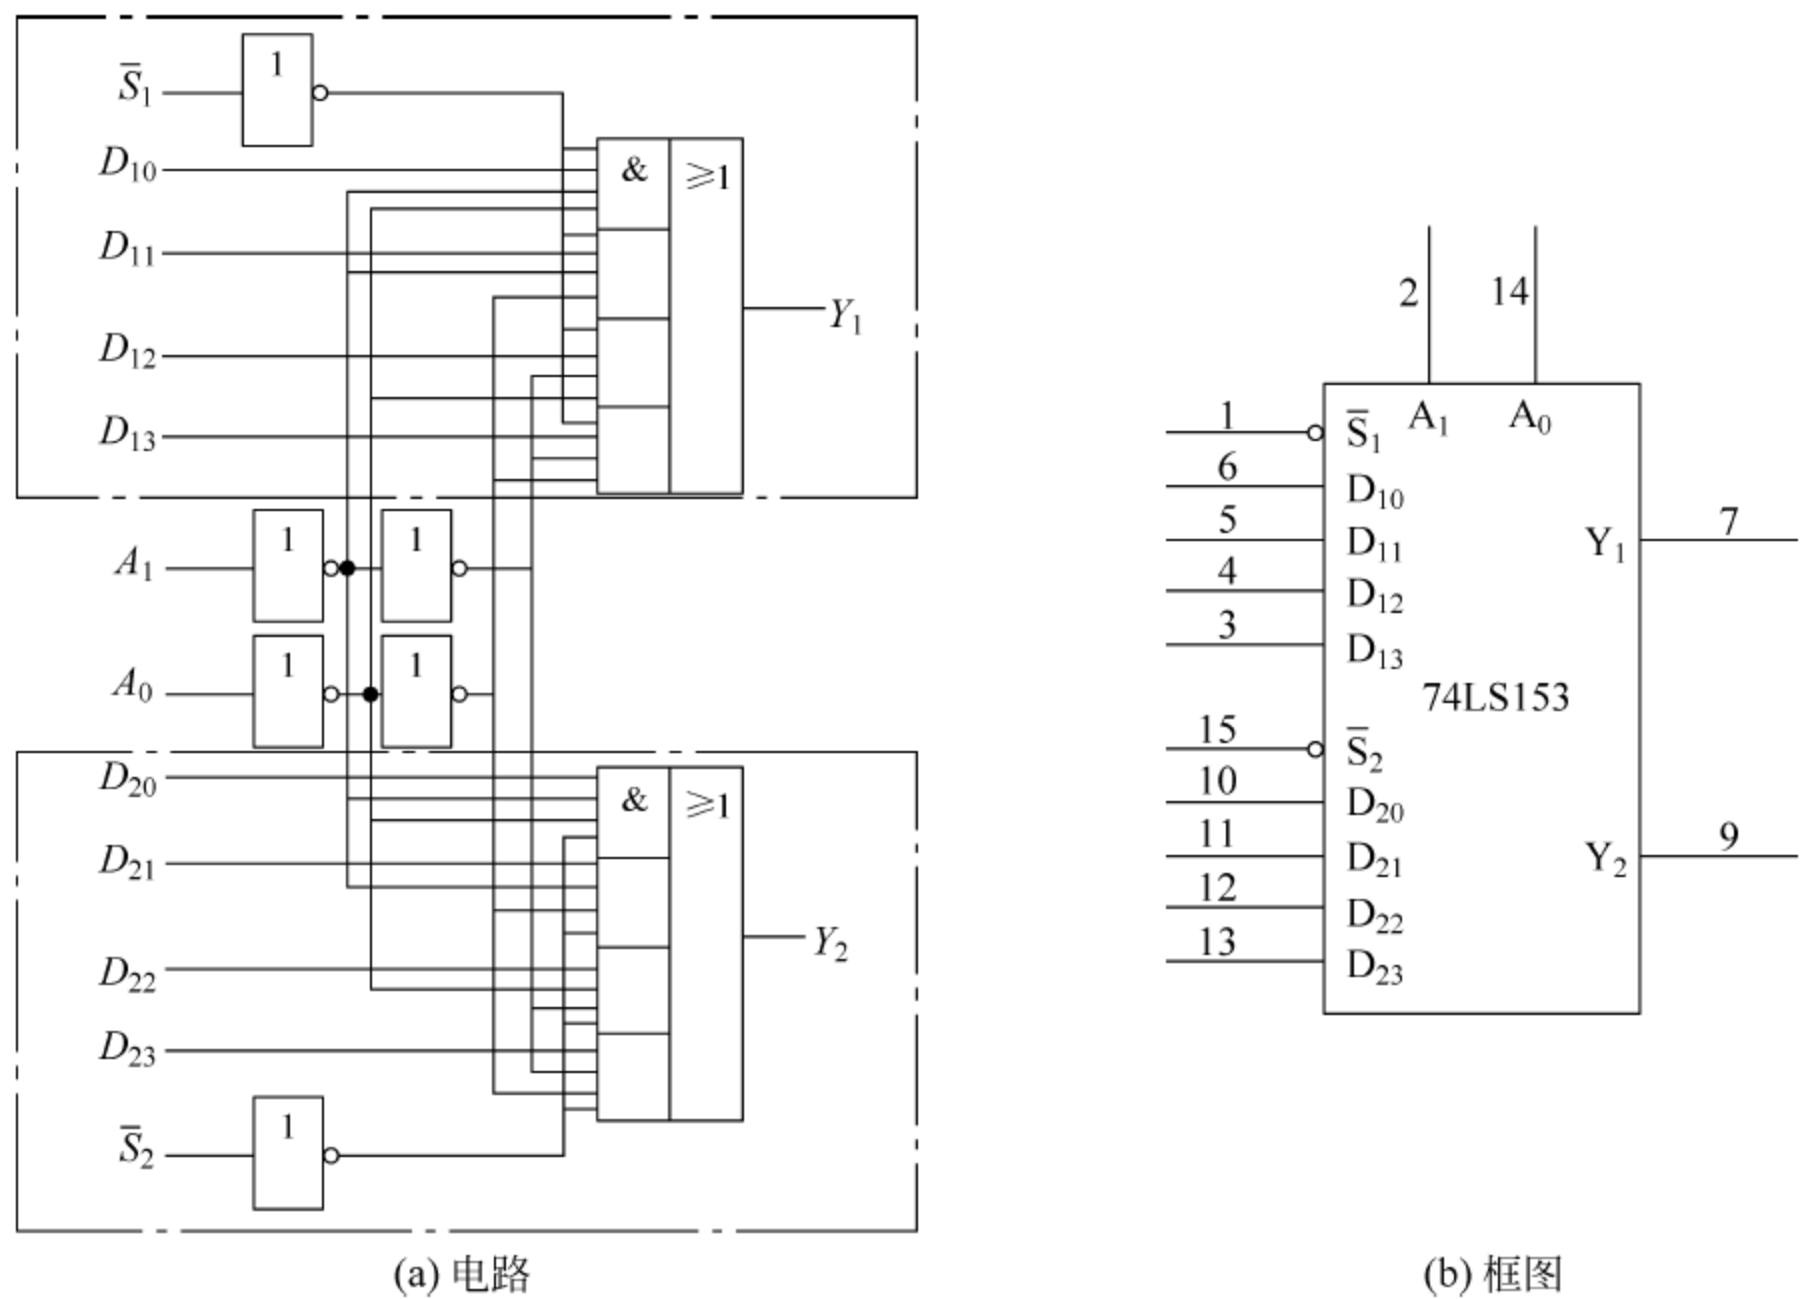 S̅₁
1
D₁₀
&
≥1
D₁₁
Y₁
D₁₂
D₁₃
1
1
A₁
1
1
A₀
D₂₀
&
≥1
D₂₁
Y₂
D₂₂
D₂₃
1
S̅₂
(a) 电路
2
14
A₁
A₀
1
S̅₁
6
D₁₀
5
D₁₁
Y₁
7
4
D₁₂
3
D₁₃
74LS153
15
S̅₂
10
D₂₀
11
D₂₁
Y₂
9
12
D₂₂
13
D₂₃
(b) 框图